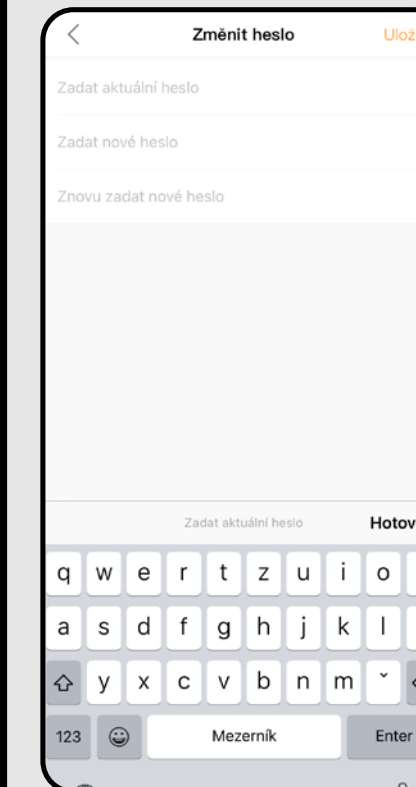 Změnit heslo Ulož
Zadat aktuální heslo
Zadat nové heslo
Znovu zadat nové heslo
Zadat aktuální heslo Hotov
q w e r t z u i o
a s d f g h j k l
y x c v b n m ˇ
123 Mezerník Enter